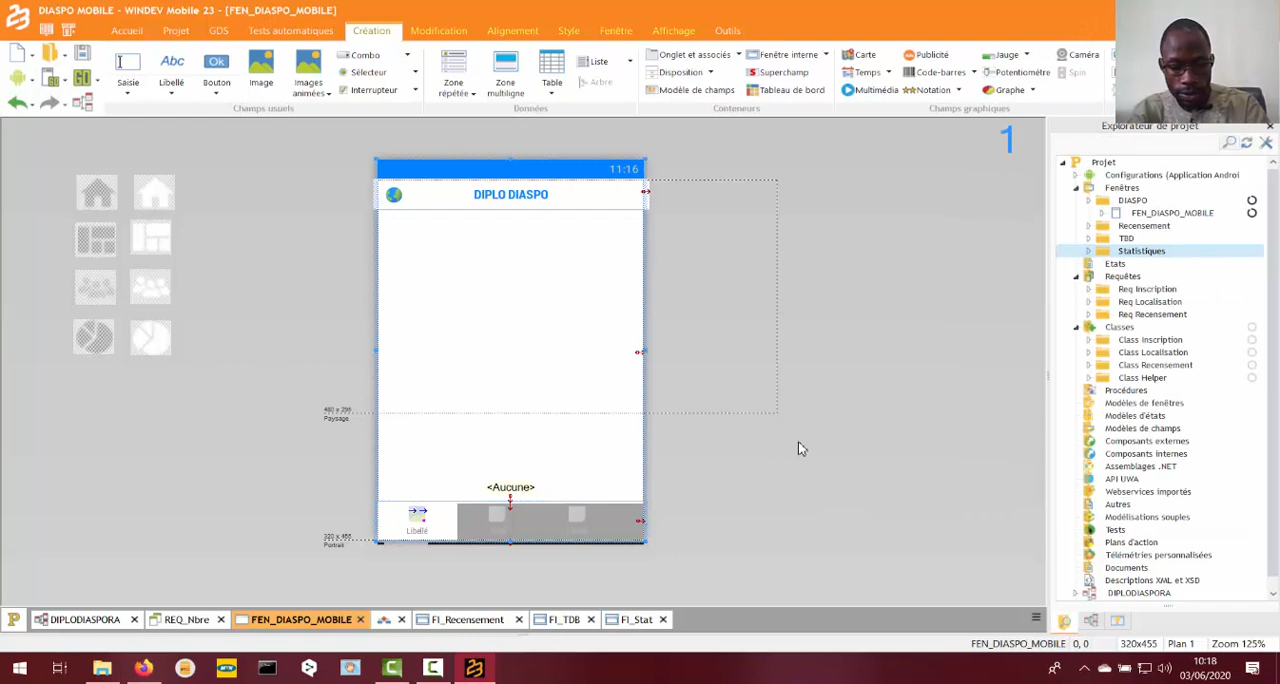 DIASPO MOBILE - WINDEV Mobile 23 - [FEN_DIASPO_MOBILE]
Accueil Projet GDS Tests automatiques Création Modification Alignement Style Fenêtre Affichage Outils
Abc Ok
Combo Sélecteur Interrupteur
Saisie Libellé Bouton Image Images animées
Zone répétée Zone multiligne Table Liste Arbre
Onglet et associés Fenêtre interne
Disposition Superchamp
Modèle de champs Tableau de bord
Carte Publicité Jauge Caméra
Temps Code-barres Potentiomètre Spin
Multimédia Notation Graphe
Champs usuels Données Conteneurs Champs graphiques
Explorateur de projet
1
11:16
DIPLO DIASPO
480 x 296
Paysage
<Aucune>
Libellé
320 x 455
Portrait
Projet
Configurations (Application Androi
Fenêtres
DIASPO
FEN_DIASPO_MOBILE
Recensement
TBD
Statistiques
Etats
Requêtes
Req Inscription
Req Localisation
Req Recensement
Classes
Class Inscription
Class Localisation
Class Recensement
Class Helper
Procédures
Modèles de fenêtres
Modèles d'états
Modèles de champs
Composants externes
Composants internes
Assemblages .NET
API UWA
Webservices importés
Autres
Modélisations souples
Tests
Plans d'action
Télémétries personnalisées
Documents
Descriptions XML et XSD
DIPLODIASPORA
DIPLODIASPORA REQ_Nbre FEN_DIASPO_MOBILE FI_Recensement FI_TDB FI_Stat
FEN_DIASPO_MOBILE 0, 0 320x455 Plan 1 Zoom 125%
10:18
03/06/2020